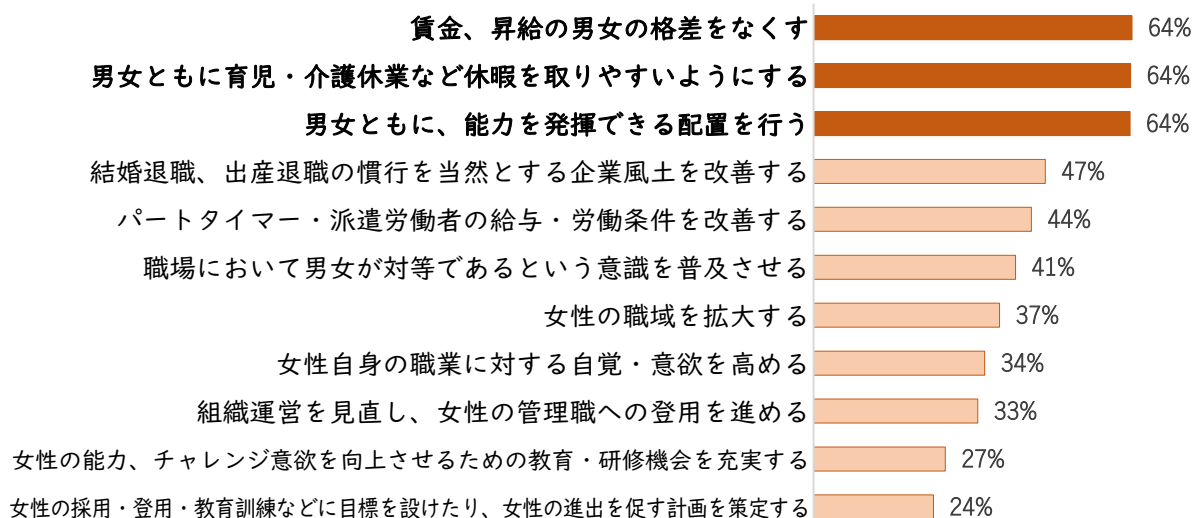 賃金、昇給の男女の格差をなくす 64%
男女ともに育児・介護休業など休暇を取りやすいようにする 64%
男女ともに、能力を発揮できる配置を行う 64%
結婚退職、出産退職の慣行を当然とする企業風土を改善する 47%
パートタイマー・派遣労働者の給与・労働条件を改善する 44%
職場において男女が対等であるという意識を普及させる 41%
女性の職域を拡大する 37%
女性自身の職業に対する自覚・意欲を高める 34%
組織運営を見直し、女性の管理職への登用を進める 33%
女性の能力、チャレンジ意欲を向上させるための教育・研修機会を充実する 27%
女性の採用・登用・教育訓練などに目標を設けたり、女性の進出を促す計画を策定する 24%